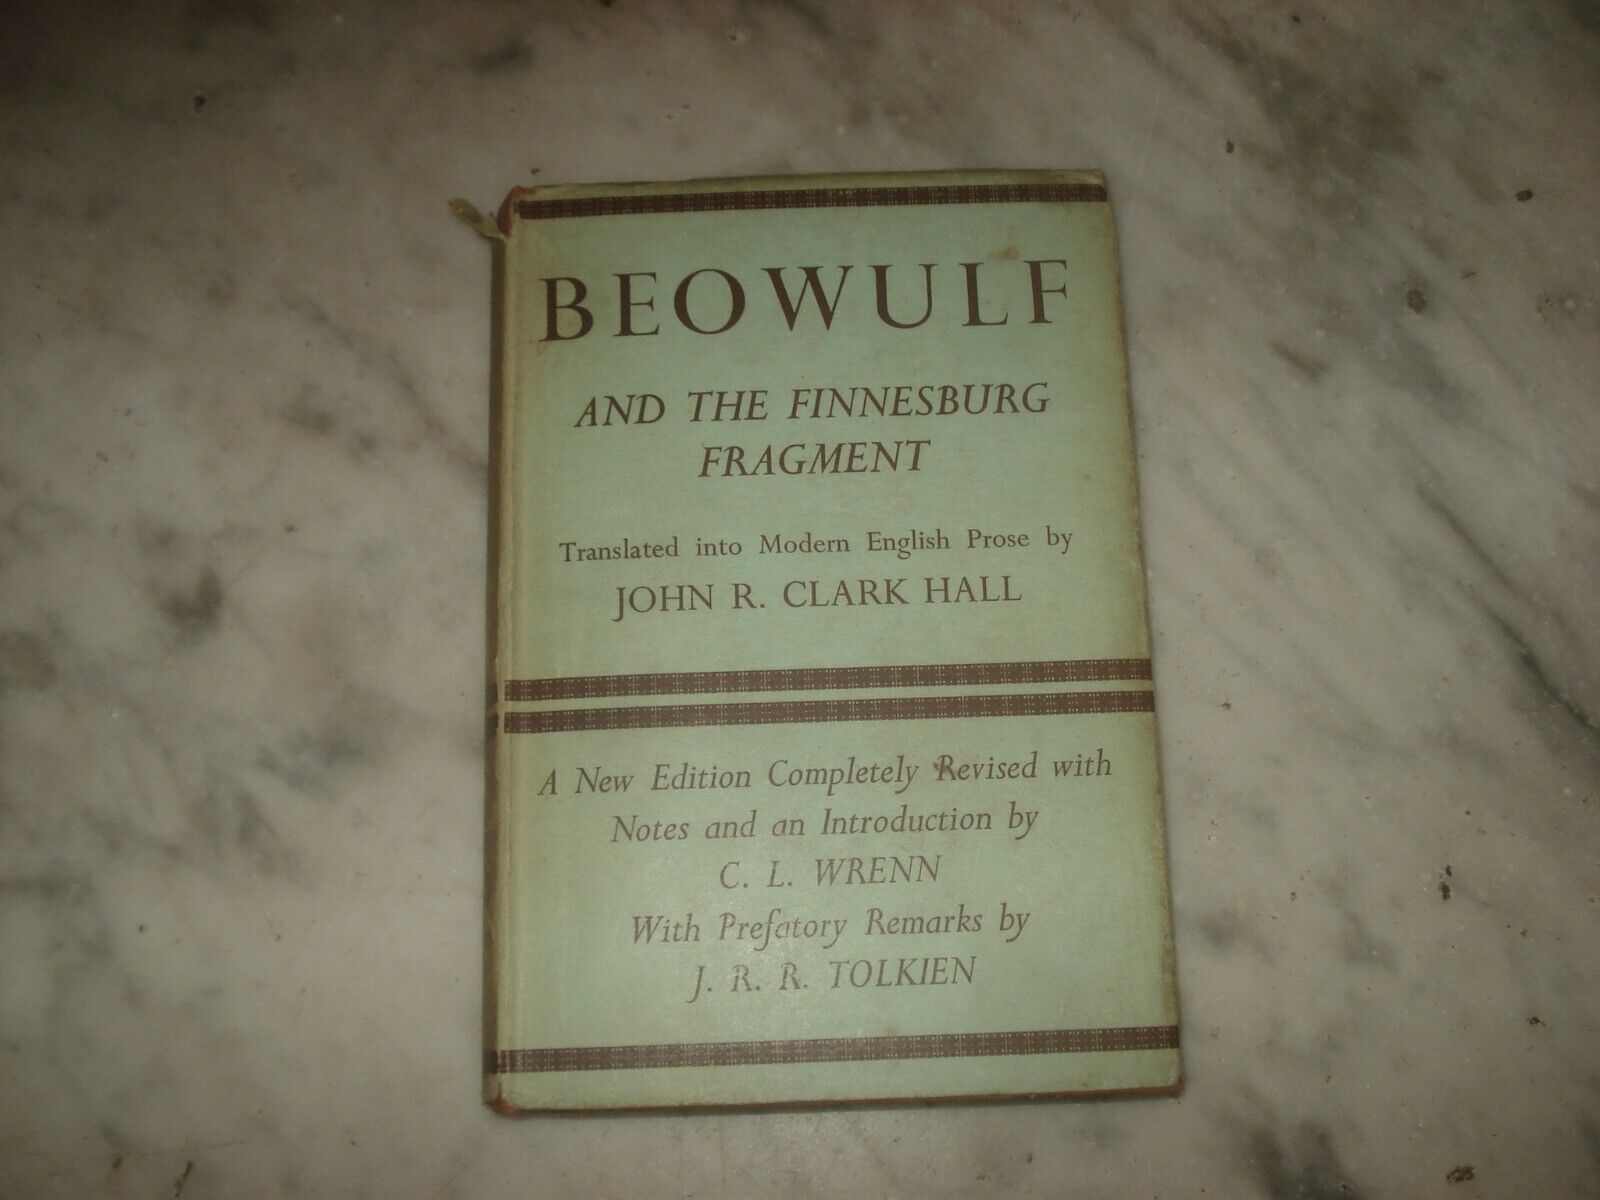 BEOWULF
AND THE FINNESBURG
FRAGMENT
Translated into Modern English Prose by
JOHN R. CLARK HALL
A New Edition Completely Revised with
Notes and an Introduction by
C. L. WRENN
With Prefatory Remarks by
J. R. R. TOLKIEN